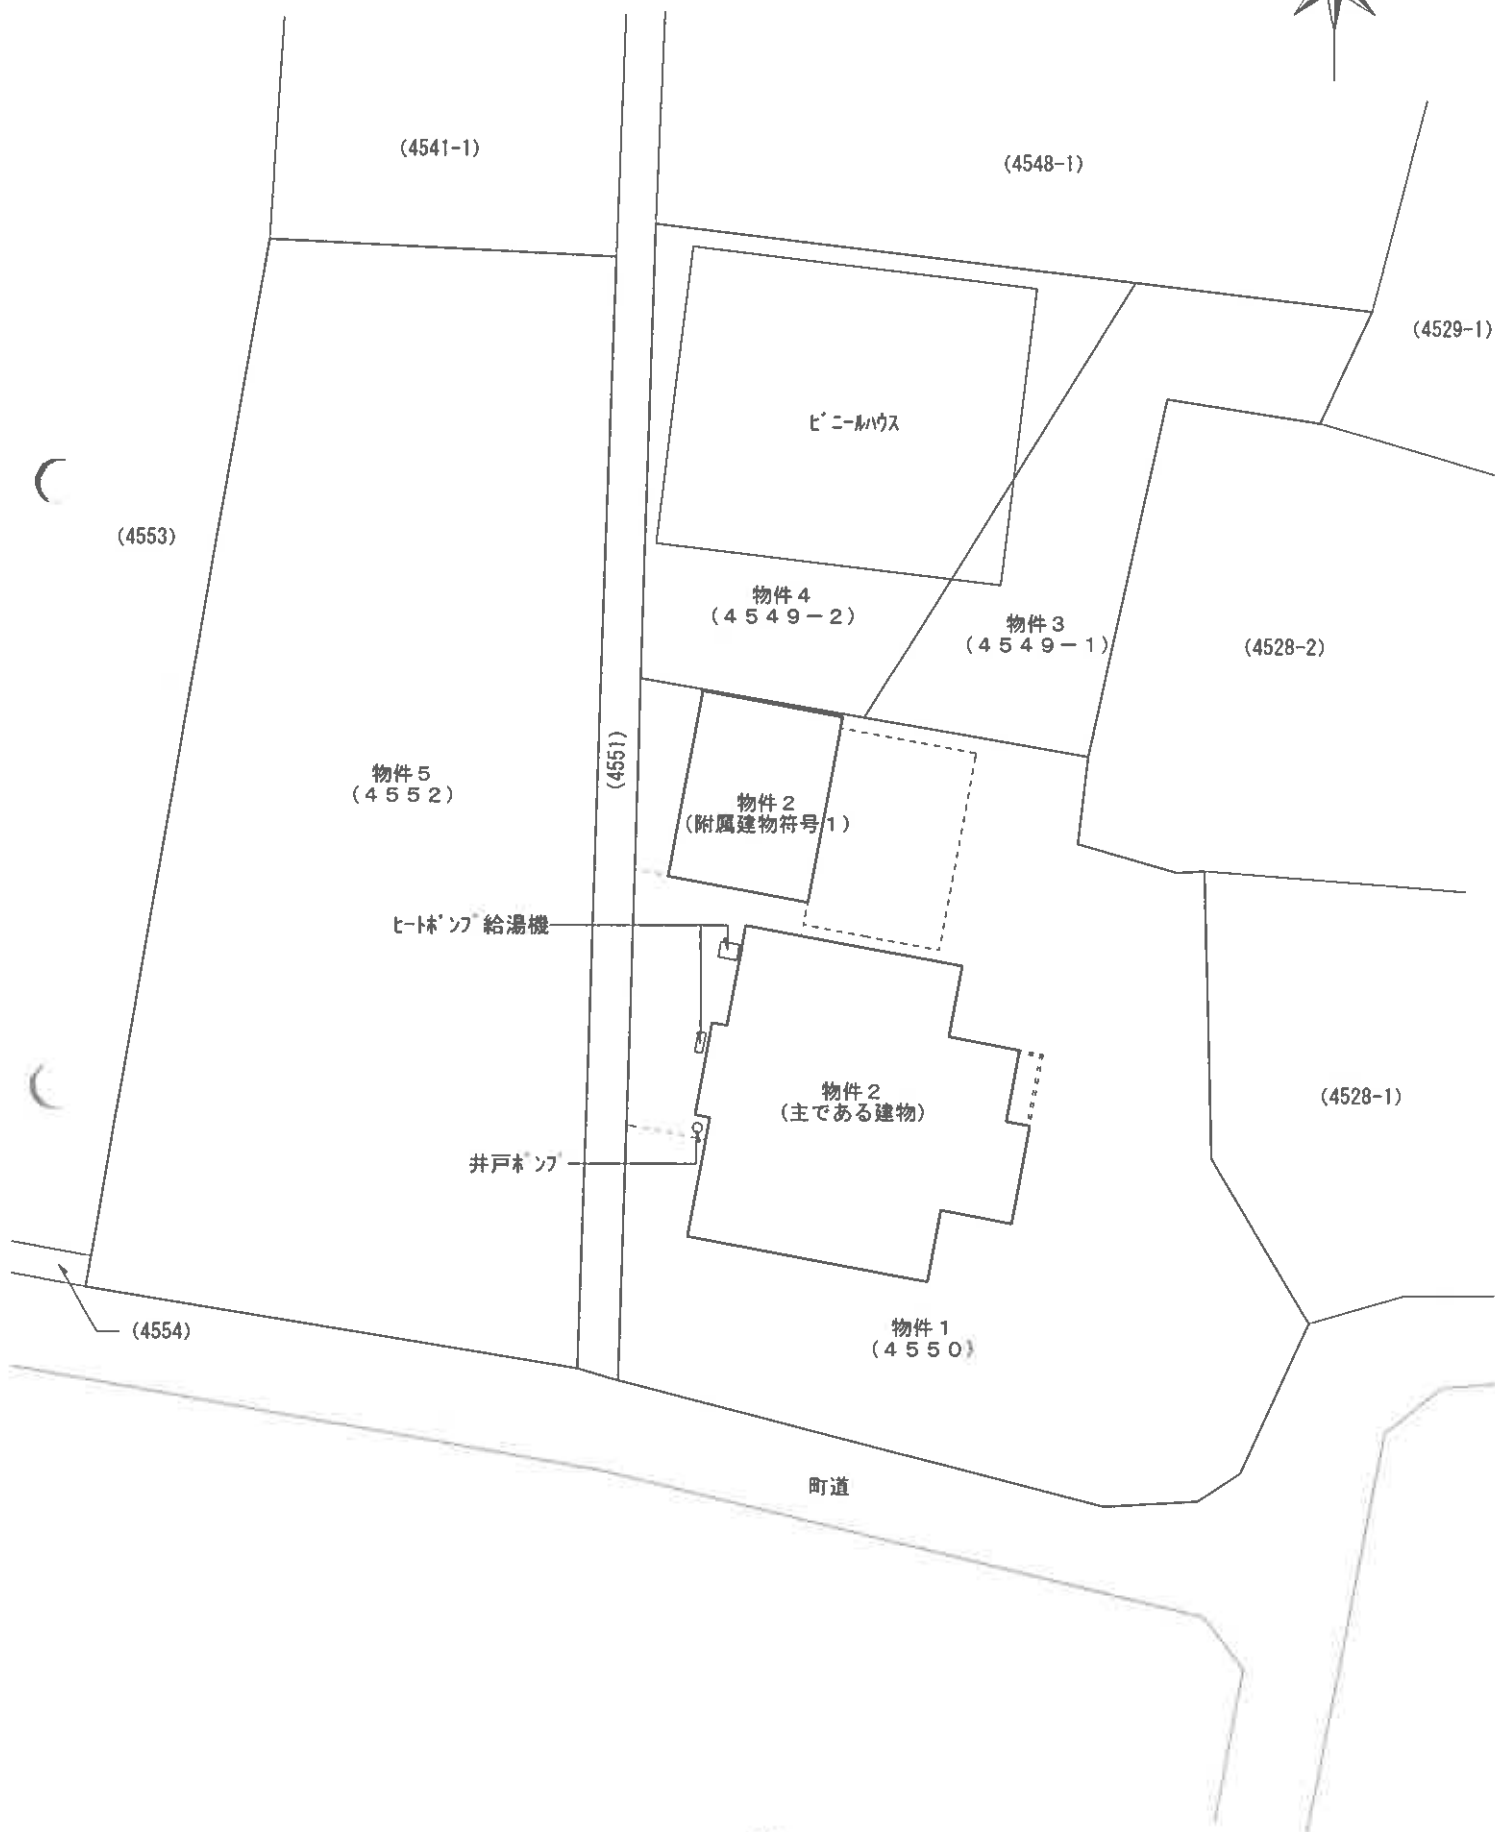 (4541-1)
(4548-1)
(4529-1)
ﾋﾞﾆｰﾙﾊｳｽ
(4553)
物件４
(４５４９－２)
物件３
(４５４９－１)
(4528-2)
(4551)
物件５
(４５５２)
物件２
(附属建物符号１)
ﾋｰﾄﾎﾟﾝﾌﾟ給湯機
物件２
(主である建物)
(4528-1)
井戸ﾎﾟﾝﾌﾟ
(4554)
物件１
(４５５０)
町道